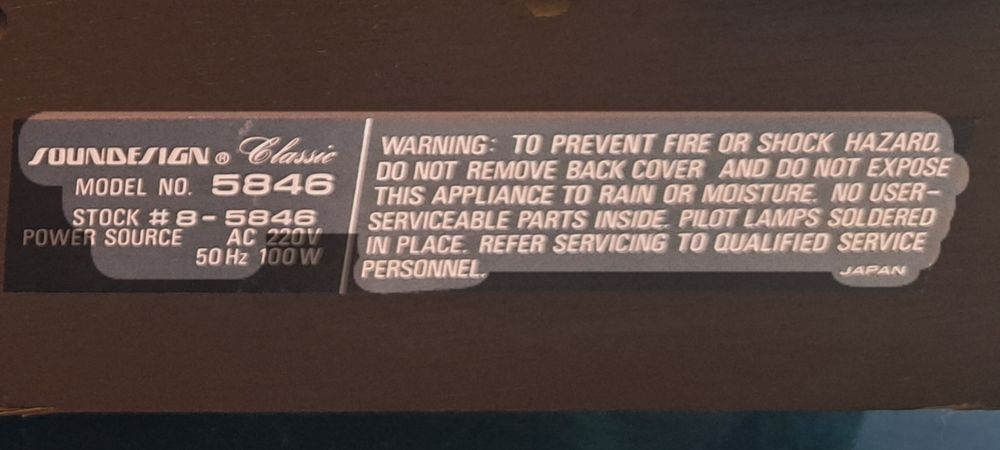 SOUNDESIGN ® Classic
MODEL NO. 5846
STOCK #8-5846
POWER SOURCE AC 220V
50Hz 100W
WARNING: TO PREVENT FIRE OR SHOCK HAZARD,
DO NOT REMOVE BACK COVER AND DO NOT EXPOSE
THIS APPLIANCE TO RAIN OR MOISTURE. NO USER-
SERVICEABLE PARTS INSIDE. PILOT LAMPS SOLDERED
IN PLACE. REFER SERVICING TO QUALIFIED SERVICE
PERSONNEL.
JAPAN